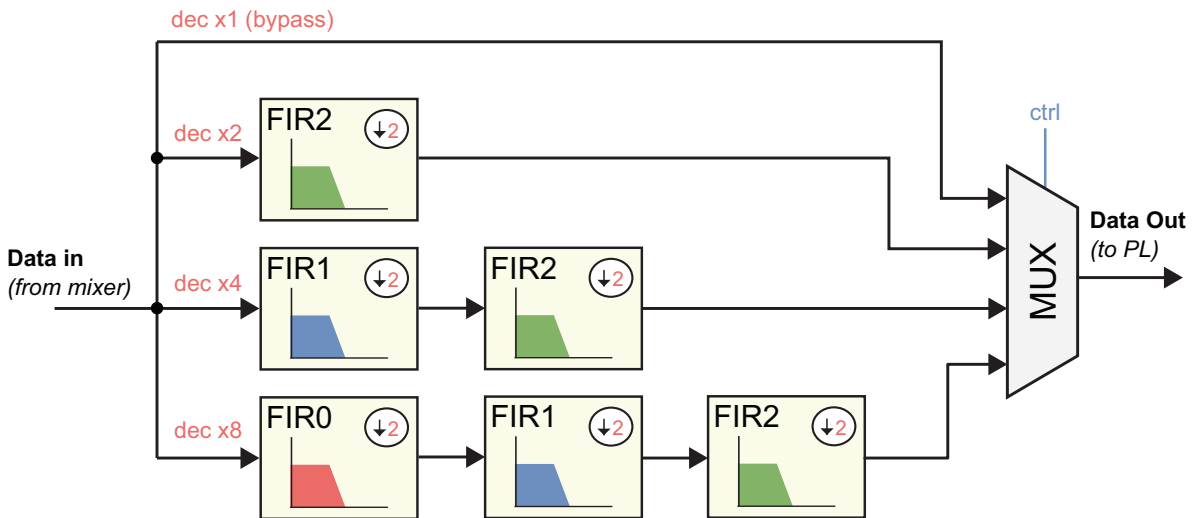 dec x1 (bypass)
dec x2
FIR2
↓2
ctrl
Data in
(from mixer)
dec x4
FIR1
↓2
FIR2
↓2
MUX
Data Out
(to PL)
dec x8
FIR0
↓2
FIR1
↓2
FIR2
↓2